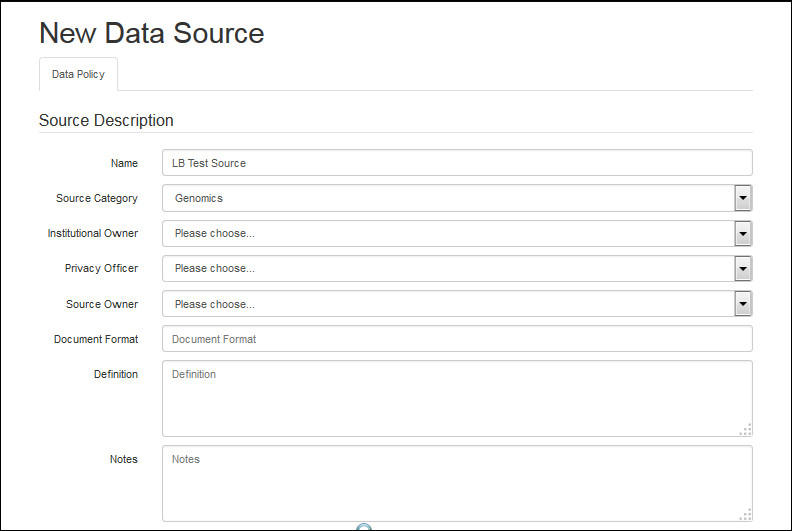 New Data Source
Data Policy
Source Description
Name LB Test Source
Source Category Genomics
Institutional Owner Please choose...
Privacy Officer Please choose...
Source Owner Please choose...
Document Format Document Format
Definition Definition
Notes Notes